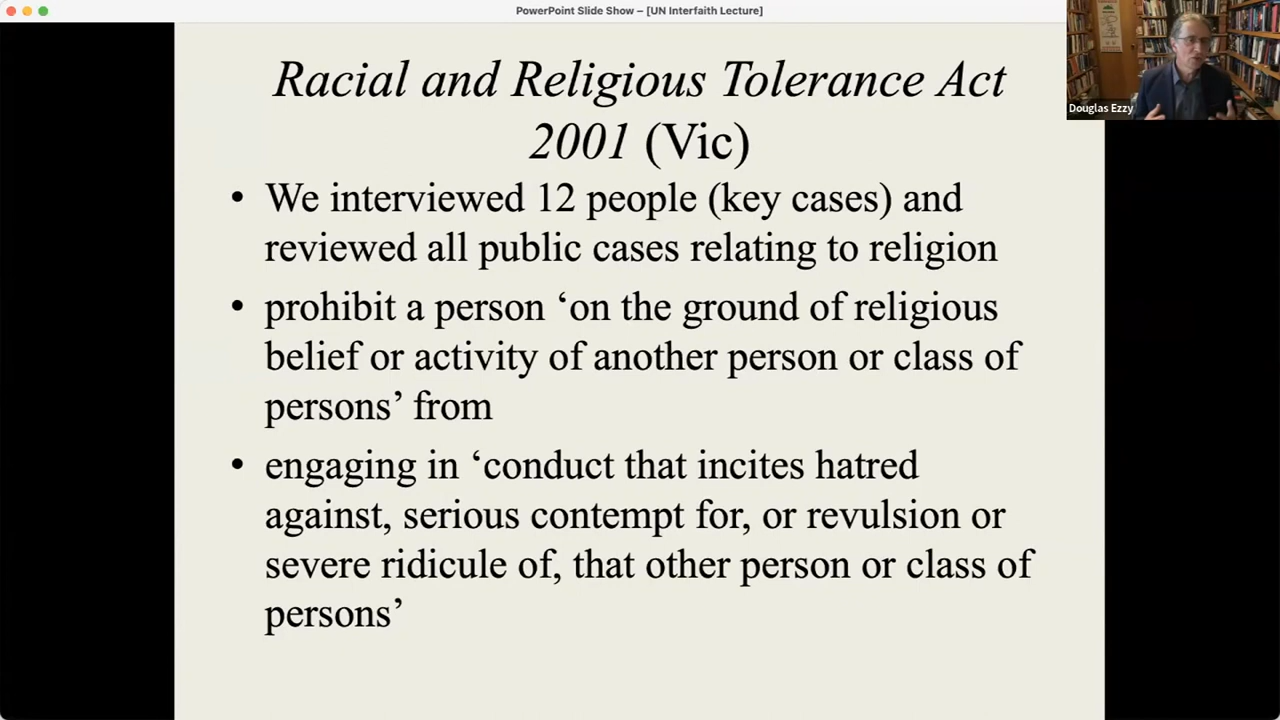 PowerPoint Slide Show – [UN Interfaith Lecture]
Douglas Ezzy
Racial and Religious Tolerance Act
2001 (Vic)
• We interviewed 12 people (key cases) and
reviewed all public cases relating to religion
• prohibit a person ‘on the ground of religious
belief or activity of another person or class of
persons’ from
• engaging in ‘conduct that incites hatred
against, serious contempt for, or revulsion or
severe ridicule of, that other person or class of
persons’